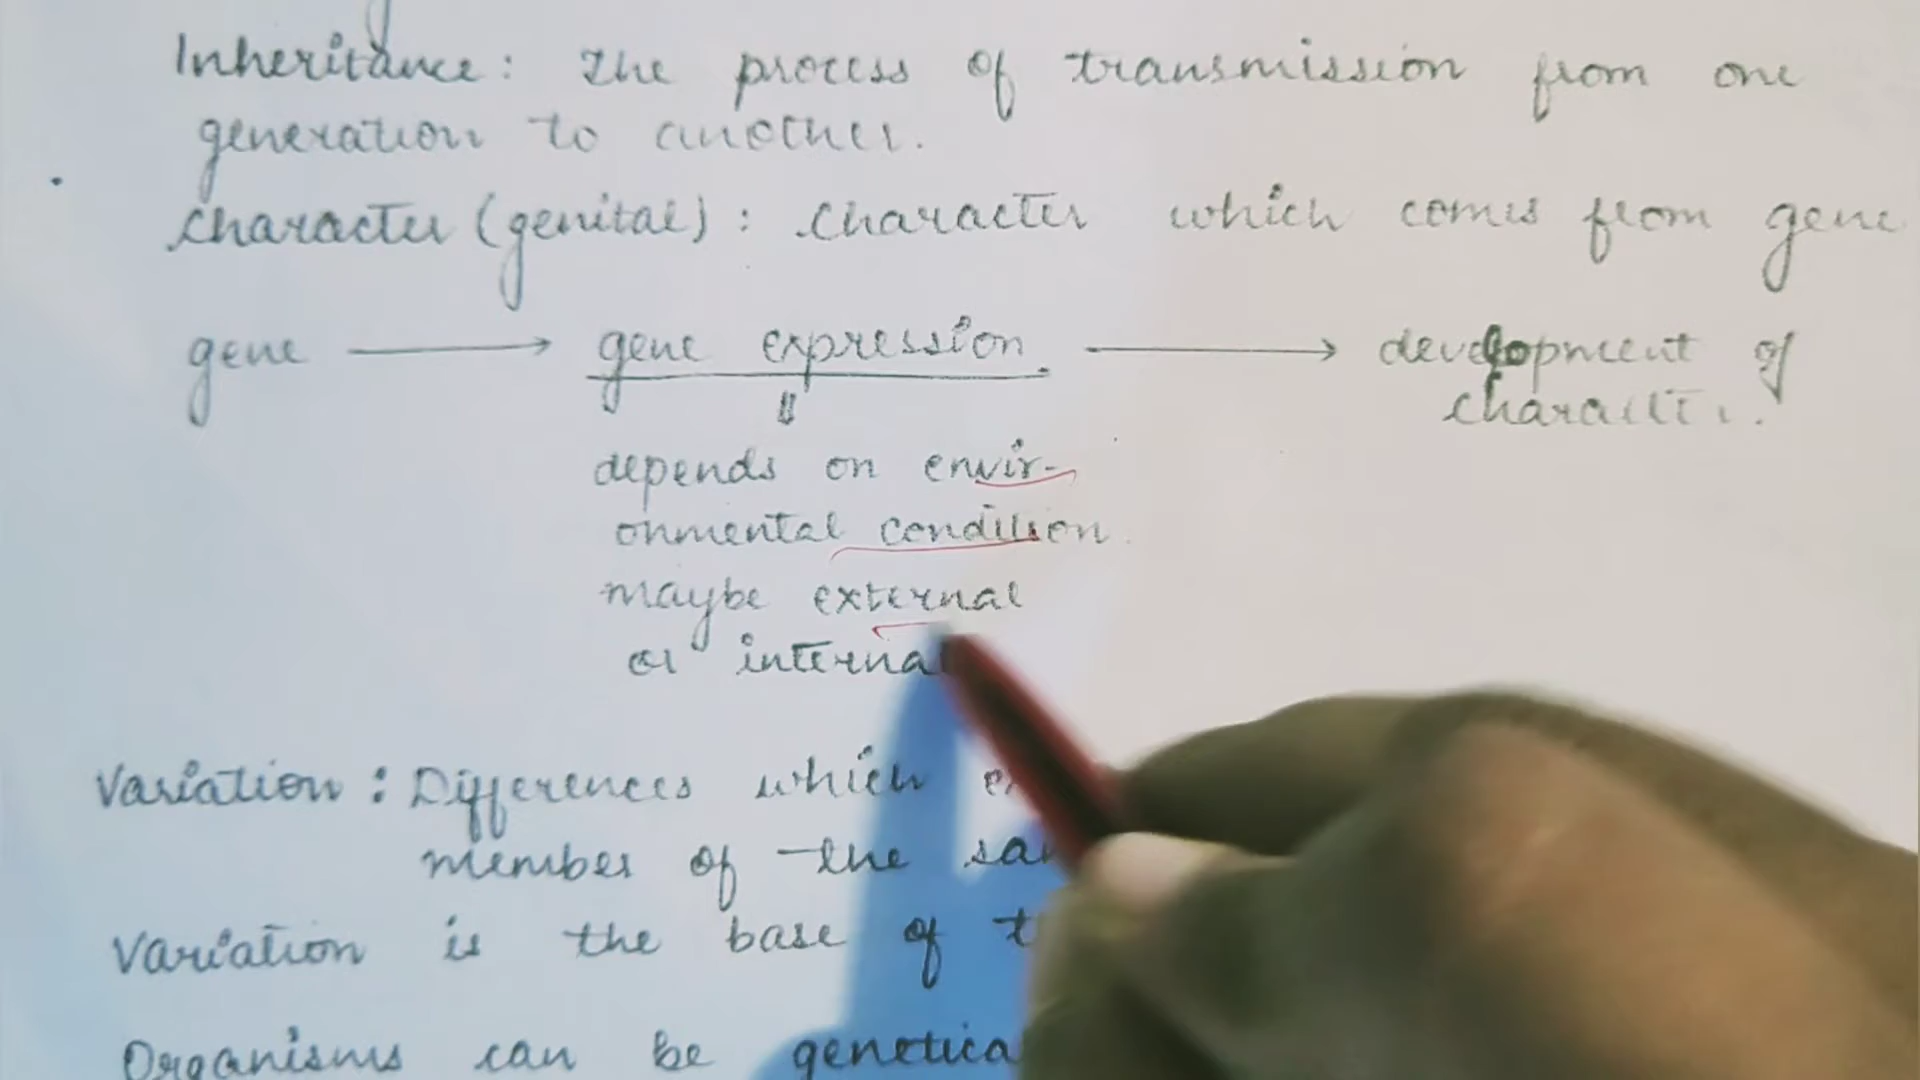 Inheritance: The process of transmission from one
generation to another.
Character (genital): Character which comes from gene
gene → gene expression → development of
character.
⇓
depends on envir-
onmental condition.
maybe external
or internal
Variation: Differences which
member of the
Variation is the base of
Organisms can be